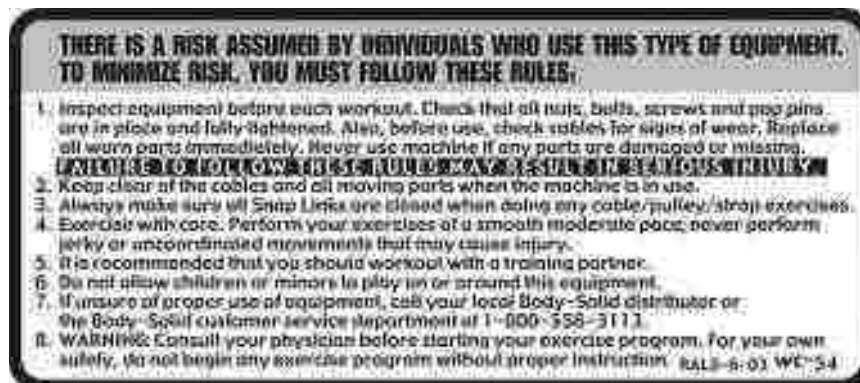 THERE IS A RISK ASSUMED BY INDIVIDUALS WHO USE THIS TYPE OF EQUIPMENT.
TO MINIMIZE RISK, YOU MUST FOLLOW THESE RULES:
1. Inspect equipment before each workout. Check that all nuts, bolts, screws and pop pins
are in place and fully tightened. Also, before use, check cables for signs of wear. Replace
all worn parts immediately. Never use machine if any parts are damaged or missing.
FAILURE TO FOLLOW THESE RULES MAY RESULT IN SERIOUS INJURY.
2. Keep clear of the cables and all moving parts when the machine is in use.
3. Always make sure all Snap Links are closed when doing any cable/pulley/strap exercises.
4. Exercise with care. Perform your exercises at a smooth moderate pace; never perform
jerky or uncoordinated movements that may cause injury.
5. It is recommended that you should workout with a training partner.
6. Do not allow children or minors to play on or around this equipment.
7. If unsure of proper use of equipment, call your local Body-Solid distributor or
the Body-Solid customer service department at
8. WARNING: Consult your physician before starting your exercise program. For your own
safety, do not begin any exercise program without proper instruction.